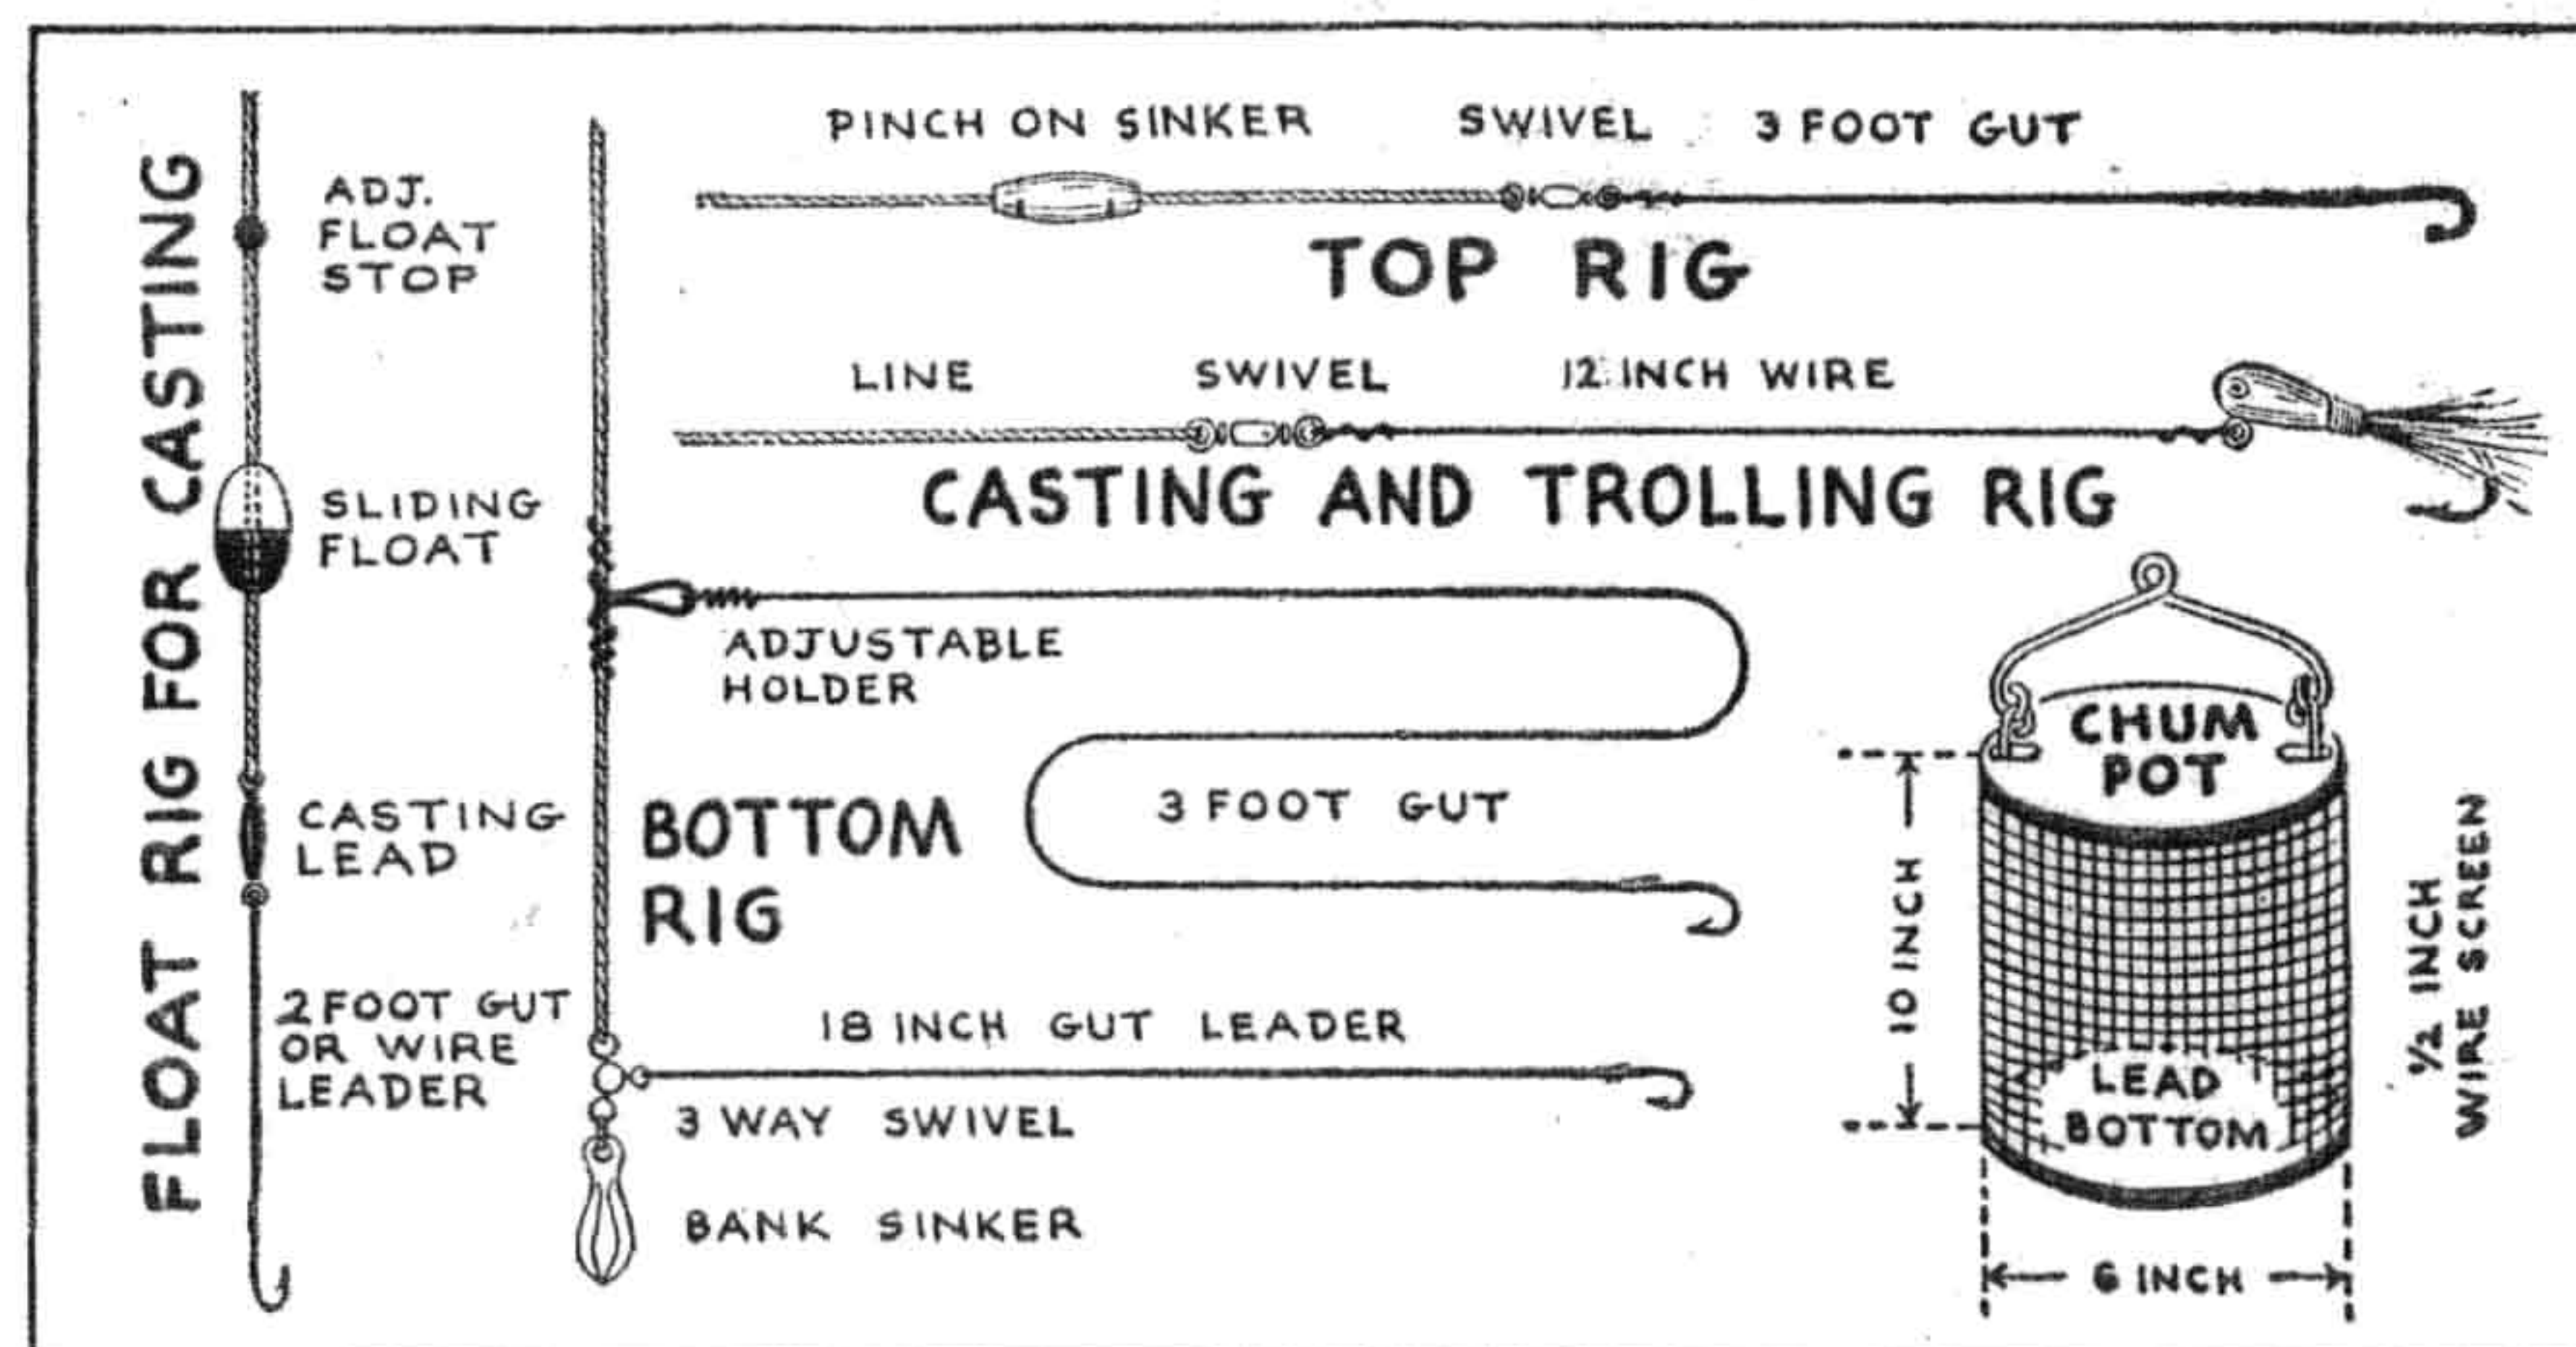 FLOAT RIG FOR CASTING
ADJ.
FLOAT
STOP
SLIDING
FLOAT
CASTING
LEAD
2 FOOT GUT
OR WIRE
LEADER
PINCH ON SINKER SWIVEL 3 FOOT GUT
TOP RIG
LINE SWIVEL 12 INCH WIRE
CASTING AND TROLLING RIG
ADJUSTABLE
HOLDER
BOTTOM
RIG
3 FOOT GUT
18 INCH GUT LEADER
3 WAY SWIVEL
BANK SINKER
CHUM
POT
10 INCH
LEAD
BOTTOM
6 INCH
1/2 INCH
WIRE SCREEN